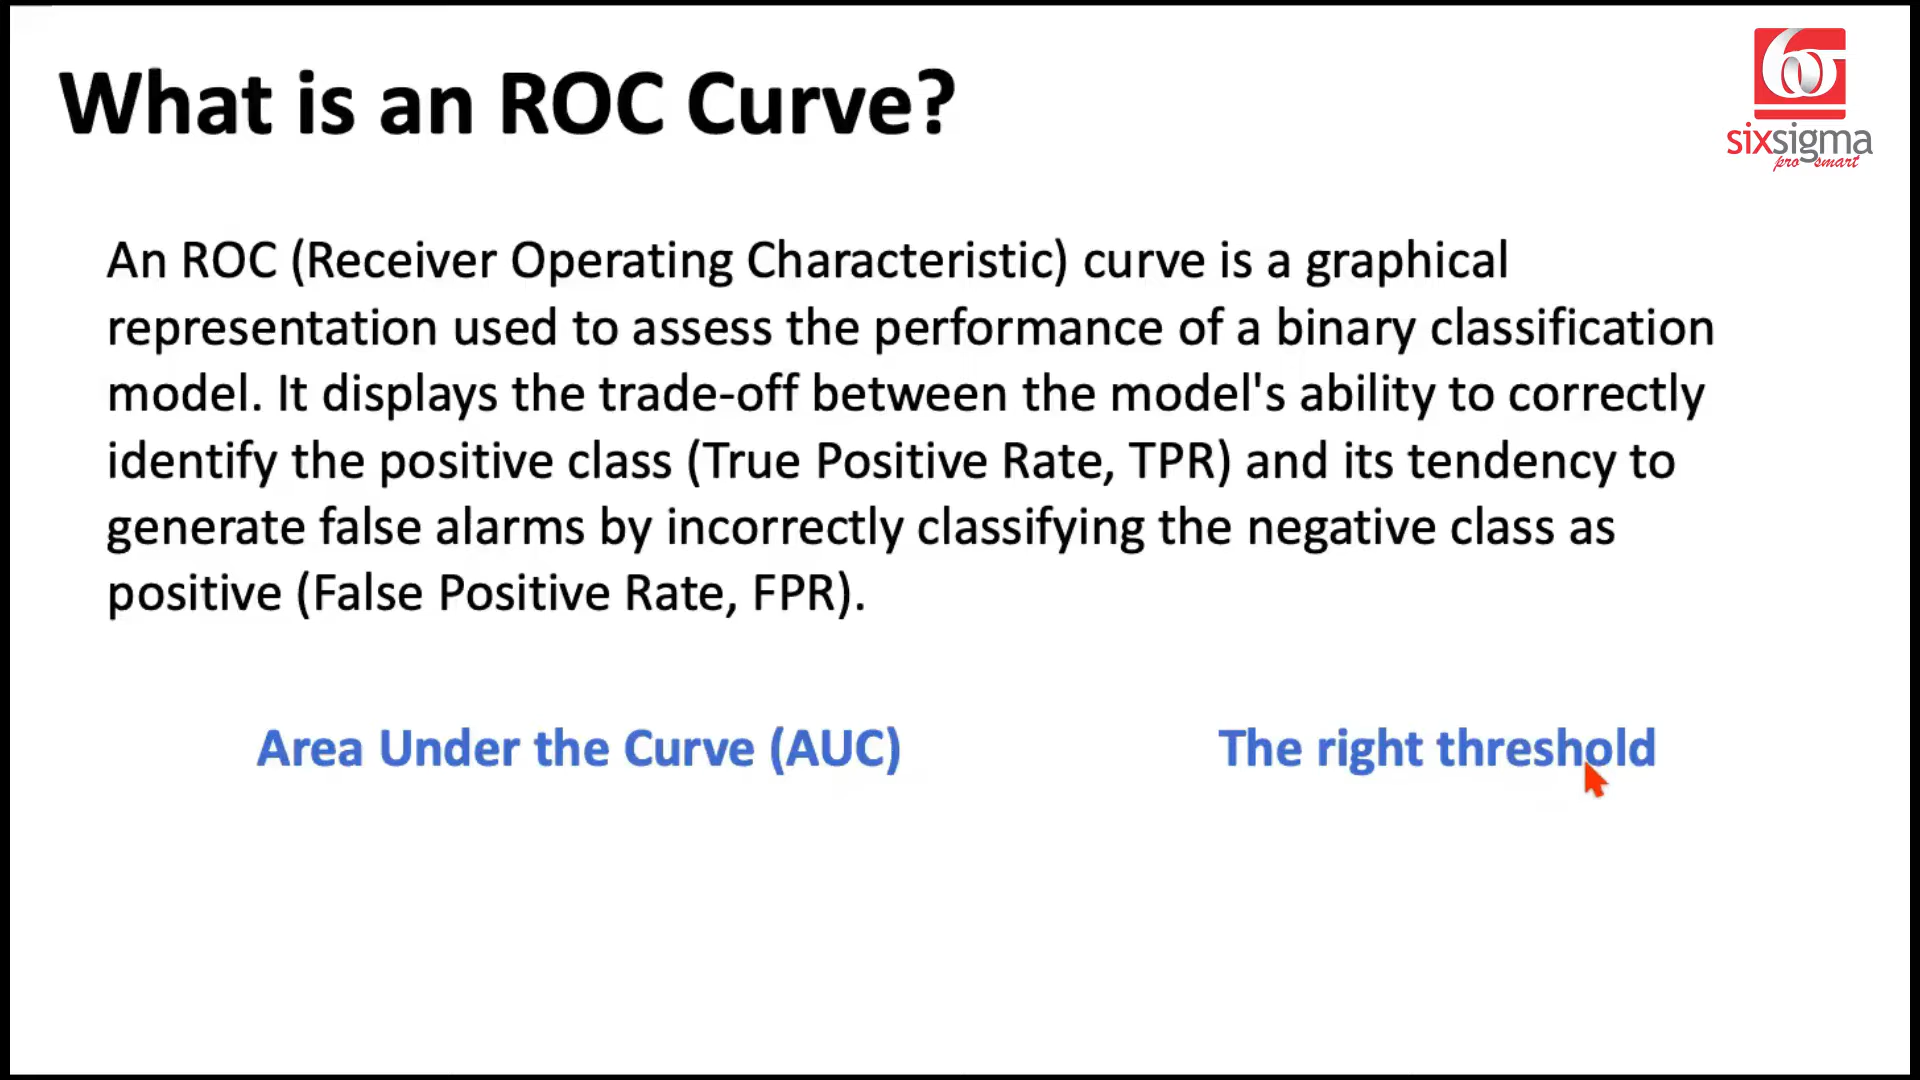 What is an ROC Curve?
sixsigma
pro smart
An ROC (Receiver Operating Characteristic) curve is a graphical
representation used to assess the performance of a binary classification
model. It displays the trade-off between the model's ability to correctly
identify the positive class (True Positive Rate, TPR) and its tendency to
generate false alarms by incorrectly classifying the negative class as
positive (False Positive Rate, FPR).
Area Under the Curve (AUC)
The right threshold